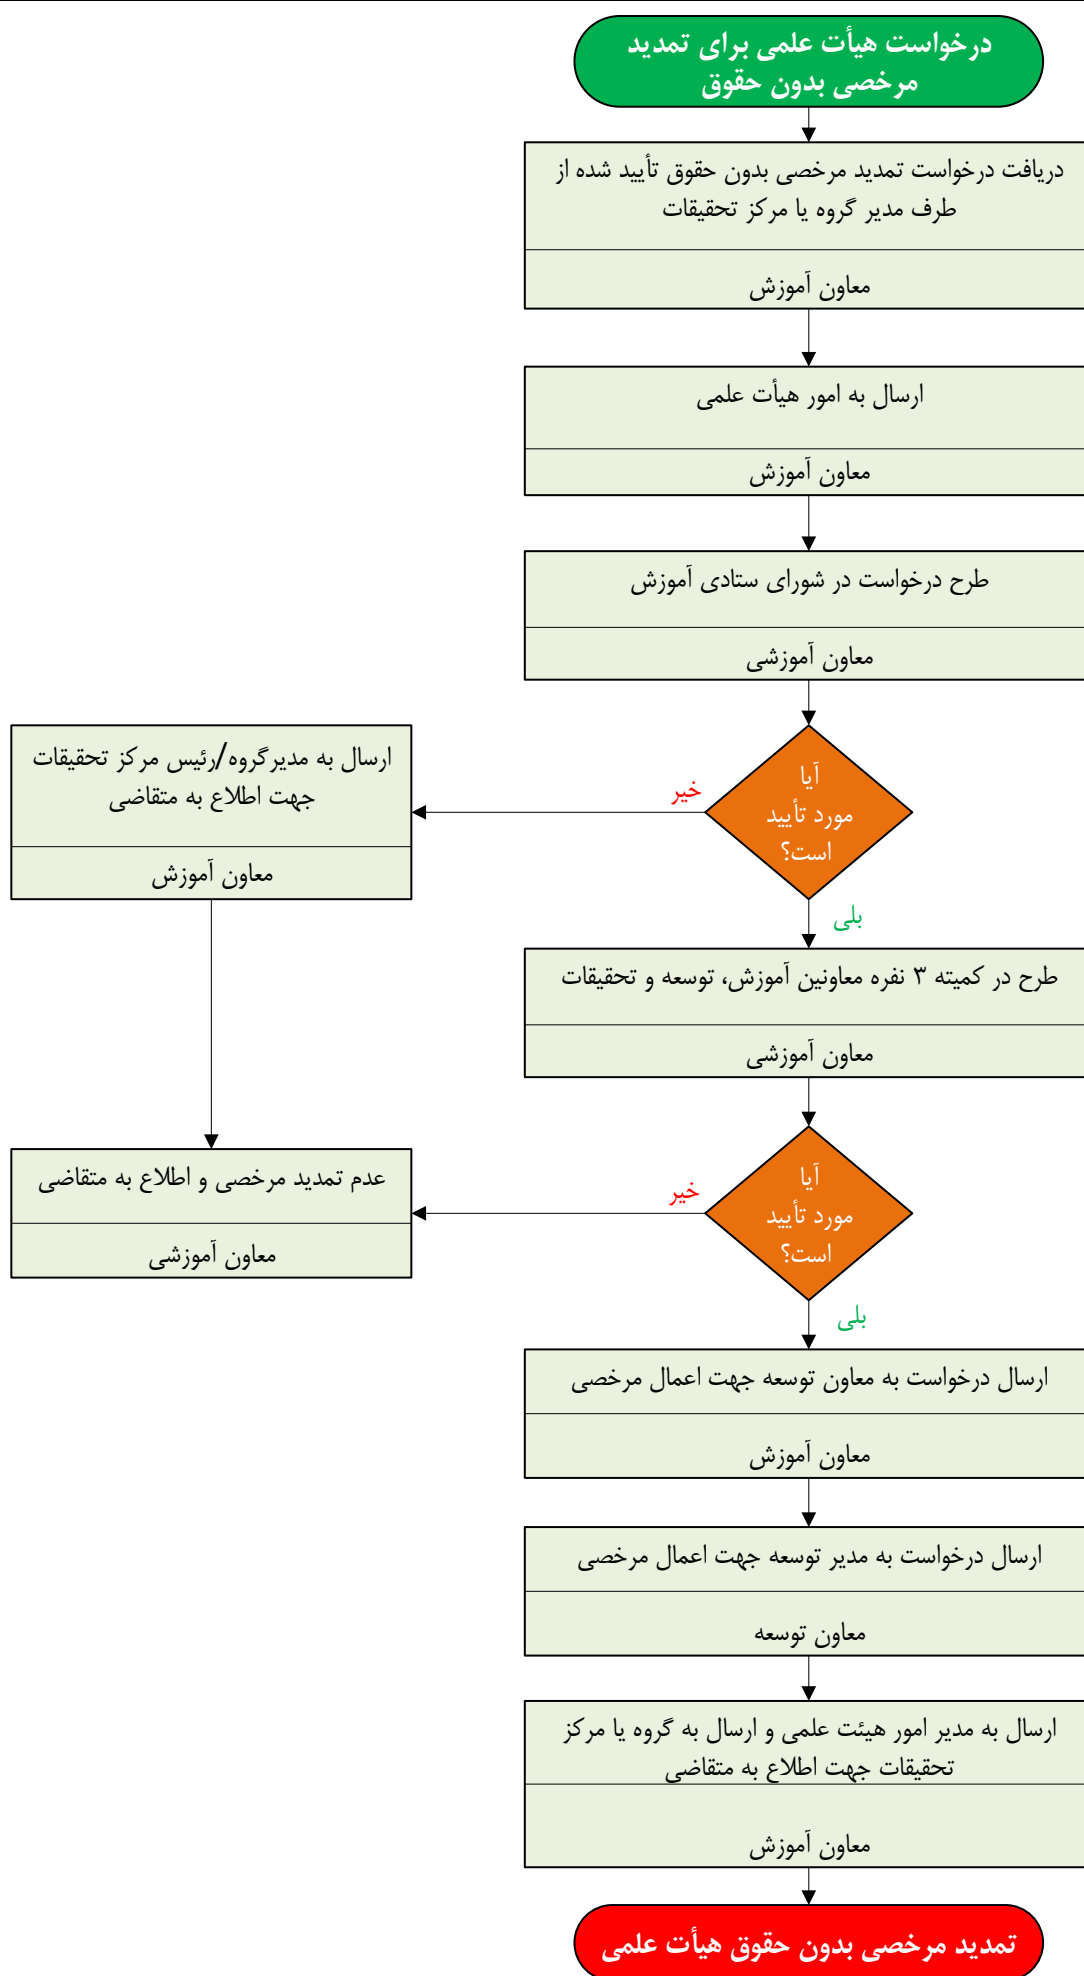 درخواست هیأت علمی برای تمدید
مرخصی بدون حقوق
دریافت درخواست تمدید مرخصی بدون حقوق تأیید شده از
طرف مدیر گروه یا مرکز تحقیقات
معاون آموزش
ارسال به امور هیأت علمی
معاون آموزش
طرح درخواست در شورای ستادی آموزش
معاون آموزشی
آیا
مورد تأیید
است؟
خیر
ارسال به مدیرگروه/رئیس مرکز تحقیقات
جهت اطلاع به متقاضی
معاون آموزش
بلی
طرح در کمیته ۳ نفره معاونین آموزش، توسعه و تحقیقات
معاون آموزشی
آیا
مورد تأیید
است؟
خیر
عدم تمدید مرخصی و اطلاع به متقاضی
معاون آموزشی
بلی
ارسال درخواست به معاون توسعه جهت اعمال مرخصی
معاون آموزش
ارسال درخواست به مدیر توسعه جهت اعمال مرخصی
معاون توسعه
ارسال به مدیر امور هیئت علمی و ارسال به گروه یا مرکز
تحقیقات جهت اطلاع به متقاضی
معاون آموزش
تمدید مرخصی بدون حقوق هیأت علمی